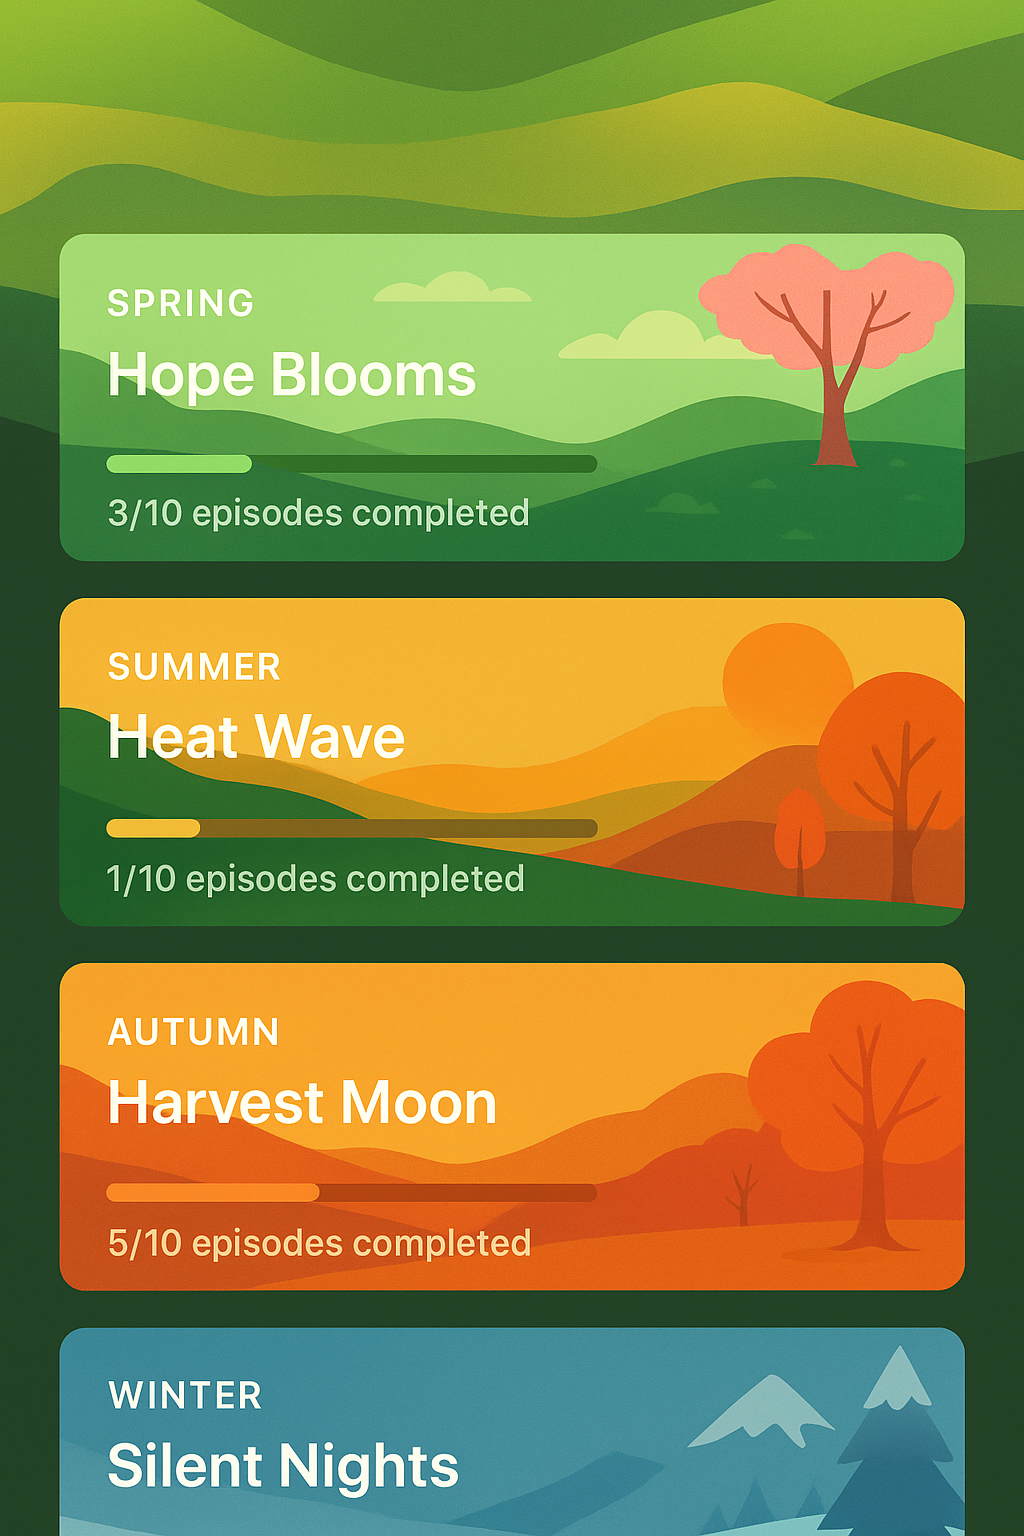 SPRING
Hope Blooms
3/10 episodes completed
SUMMER
Heat Wave
1/10 episodes completed
AUTUMN
Harvest Moon
5/10 episodes completed
WINTER
Silent Nights